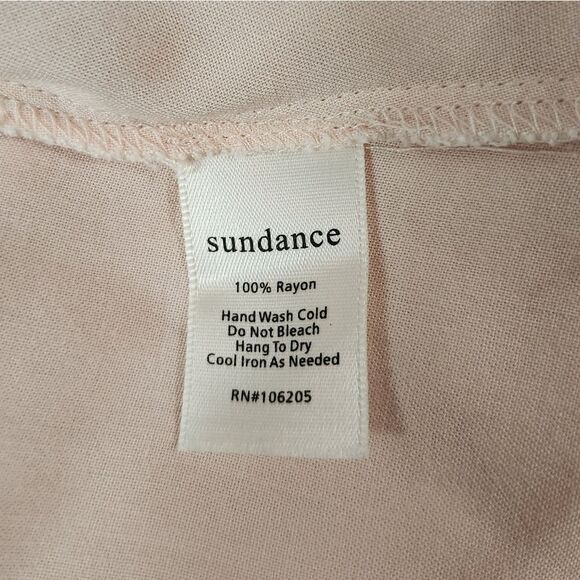 sundance
100% Rayon
Hand Wash Cold
Do Not Bleach
Hang To Dry
Cool Iron As Needed
RN#106205